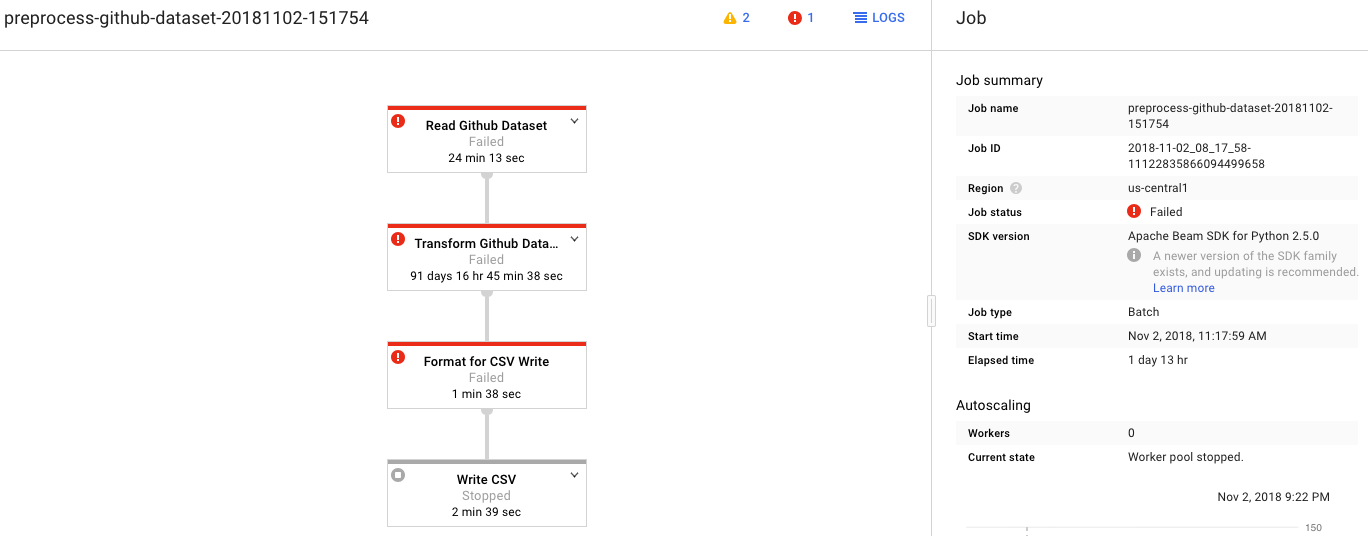 preprocess-github-dataset-20181102-151754
2
1
LOGS
Read Github Dataset
Failed
24 min 13 sec
Transform Github Data...
Failed
91 days 16 hr 45 min 38 sec
Format for CSV Write
Failed
1 min 38 sec
Write CSV
Stopped
2 min 39 sec
Job
Job summary
Job name preprocess-github-dataset-20181102-
151754
Job ID 2018-11-02_08_17_58-
11122835866094499658
Region ? us-central1
Job status Failed
SDK version Apache Beam SDK for Python 2.5.0
A newer version of the SDK family
exists, and updating is recommended.
Learn more
Job type Batch
Start time Nov 2, 2018, 11:17:59 AM
Elapsed time 1 day 13 hr
Autoscaling
Workers 0
Current state Worker pool stopped.
Nov 2, 2018 9:22 PM
150